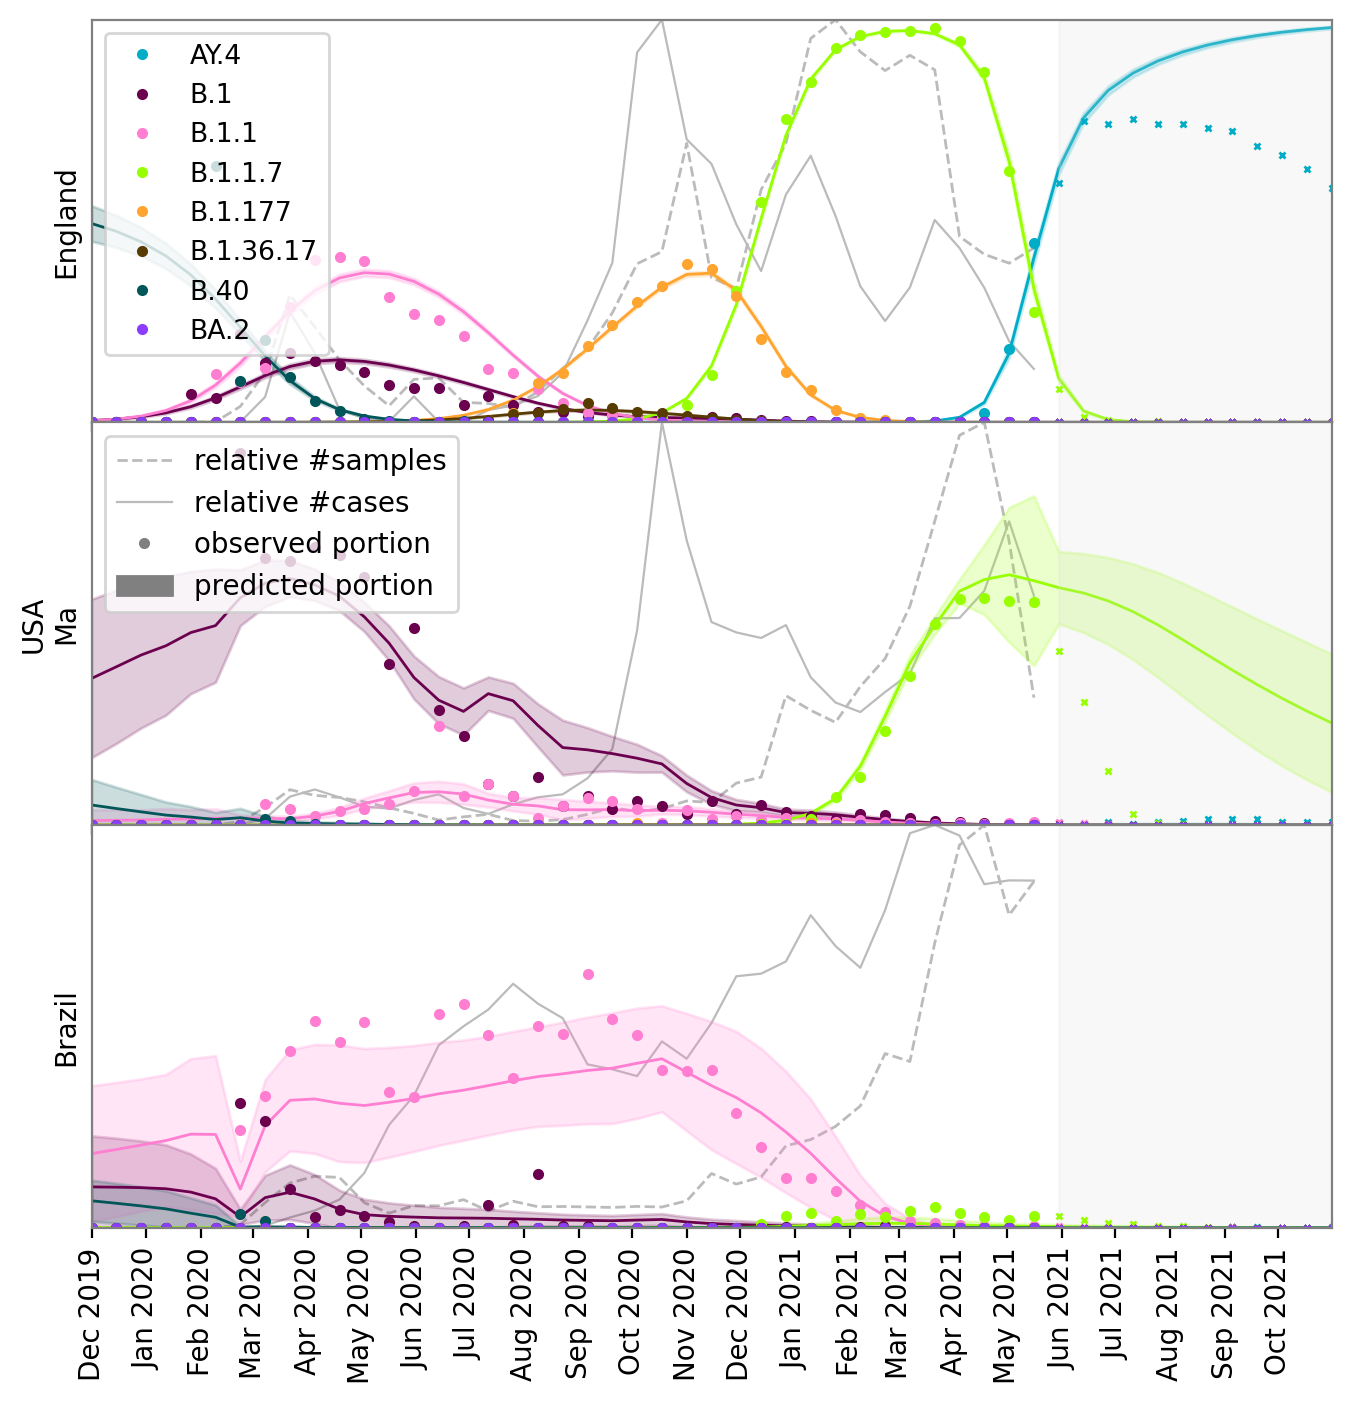 England
AY.4
B.1
B.1.1
B.1.1.7
B.1.177
B.1.36.17
B.40
BA.2
USA
Ma
relative #samples
relative #cases
observed portion
predicted portion
Brazil
Dec 2019
Jan 2020
Feb 2020
Mar 2020
Apr 2020
May 2020
Jun 2020
Jul 2020
Aug 2020
Sep 2020
Oct 2020
Nov 2020
Dec 2020
Jan 2021
Feb 2021
Mar 2021
Apr 2021
May 2021
Jun 2021
Jul 2021
Aug 2021
Sep 2021
Oct 2021